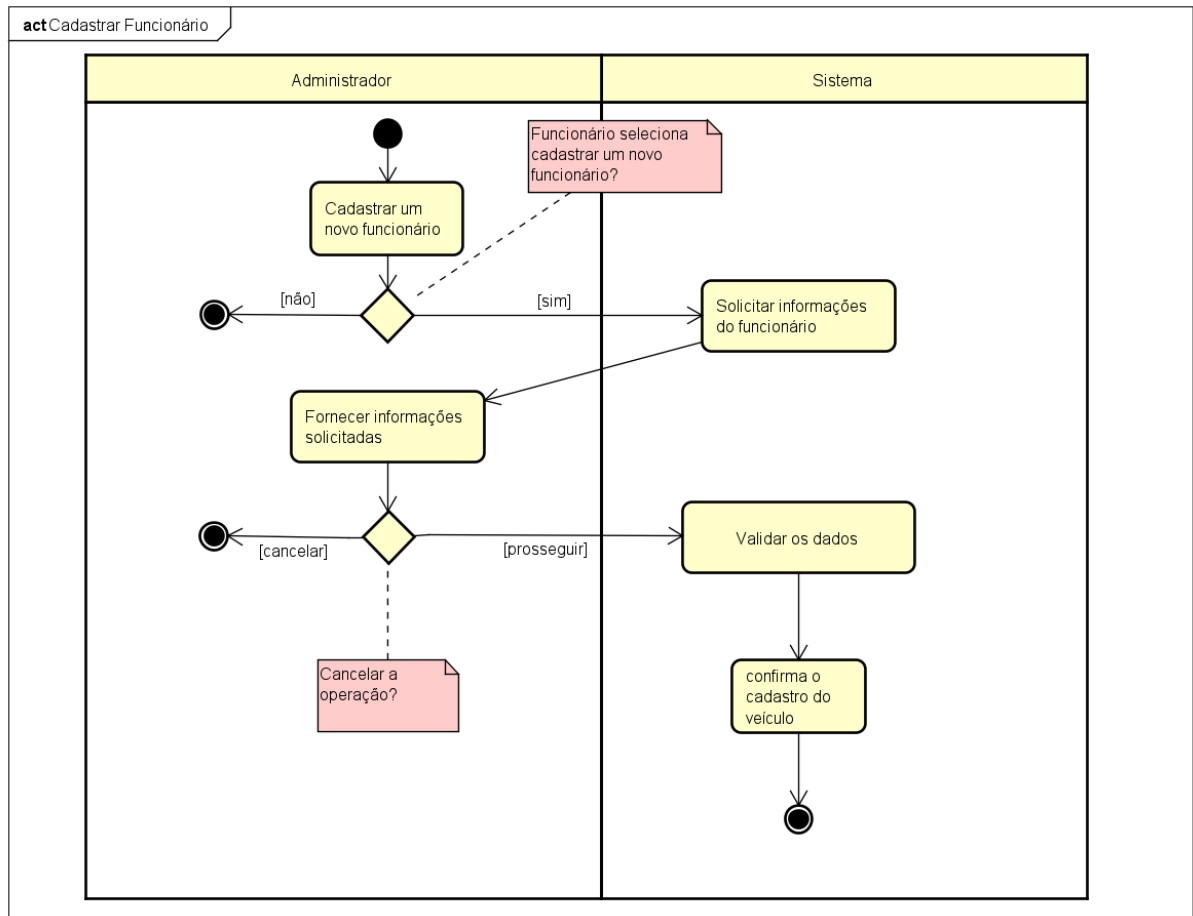 act Cadastrar Funcionário
Administrador
Sistema
Funcionário seleciona
cadastrar um novo
funcionário?
Cadastrar um
novo funcionário
[não]
[sim]
Solicitar informações
do funcionário
Fornecer informações
solicitadas
[cancelar]
[prosseguir]
Validar os dados
Cancelar a
operação?
confirma o
cadastro do
veículo